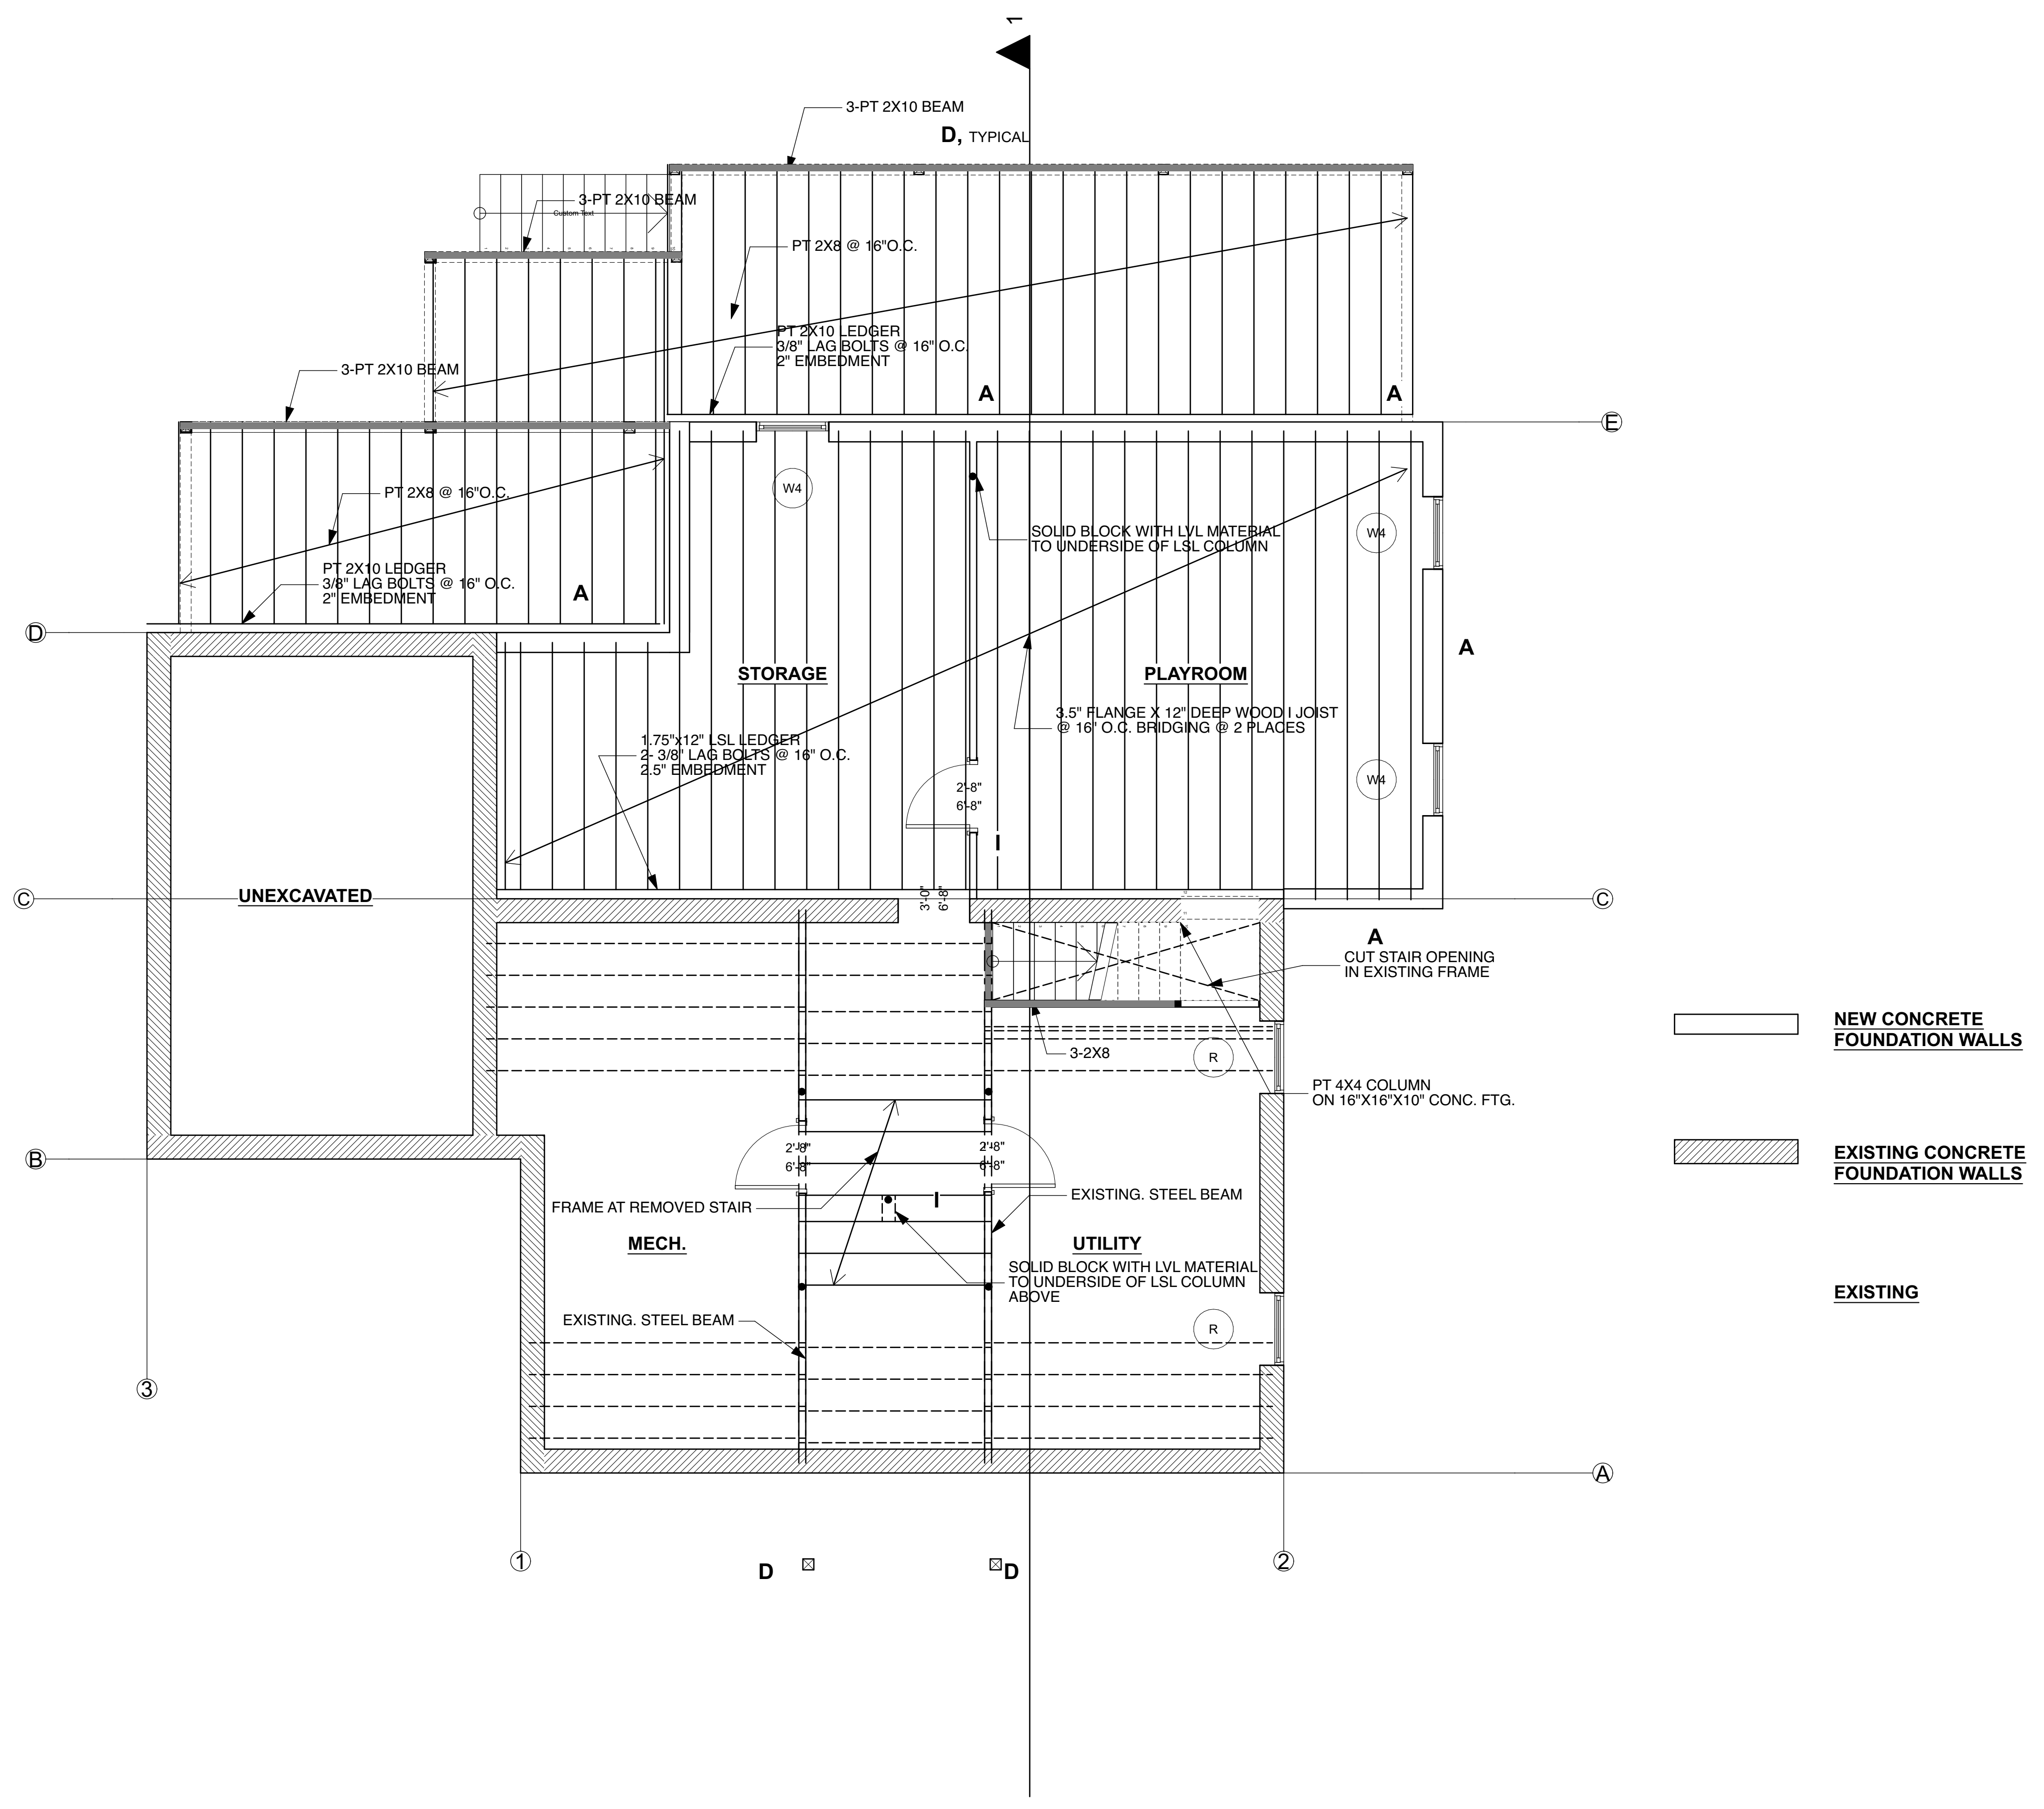 1
3-PT 2X10 BEAM
D, TYPICAL
3-PT 2X10 BEAM
Custom Text
PT 2X8 @ 16"O.C.
PT 2X10 LEDGER
3/8" LAG BOLTS @ 16" O.C.
2" EMBEDMENT
3-PT 2X10 BEAM
A
A
E
W4
PT 2X8 @ 16"O.C.
SOLID BLOCK WITH LVL MATERIAL
TO UNDERSIDE OF LSL COLUMN
W4
PT 2X10 LEDGER
3/8" LAG BOLTS @ 16" O.C.
2" EMBEDMENT
A
D
A
STORAGE
PLAYROOM
3.5" FLANGE X 12" DEEP WOOD I JOIST
@ 16" O.C. BRIDGING @ 2 PLACES
1.75"x12" LSL LEDGER
2- 3/8" LAG BOLTS @ 16" O.C.
2.5" EMBEDMENT
W4
2'-8"
6'-8"
I
3'-0"
6'-8"
UNEXCAVATED
C
C
A
CUT STAIR OPENING
IN EXISTING FRAME
NEW CONCRETE
FOUNDATION WALLS
3-2X8
R
PT 4X4 COLUMN
ON 16"X16"X10" CONC. FTG.
B
2'-8"
6'-8"
2'-8"
6'-8"
EXISTING CONCRETE
FOUNDATION WALLS
FRAME AT REMOVED STAIR
I
EXISTING. STEEL BEAM
MECH.
UTILITY
SOLID BLOCK WITH LVL MATERIAL
TO UNDERSIDE OF LSL COLUMN
ABOVE
EXISTING
EXISTING. STEEL BEAM
R
3
A
1
2
D
D